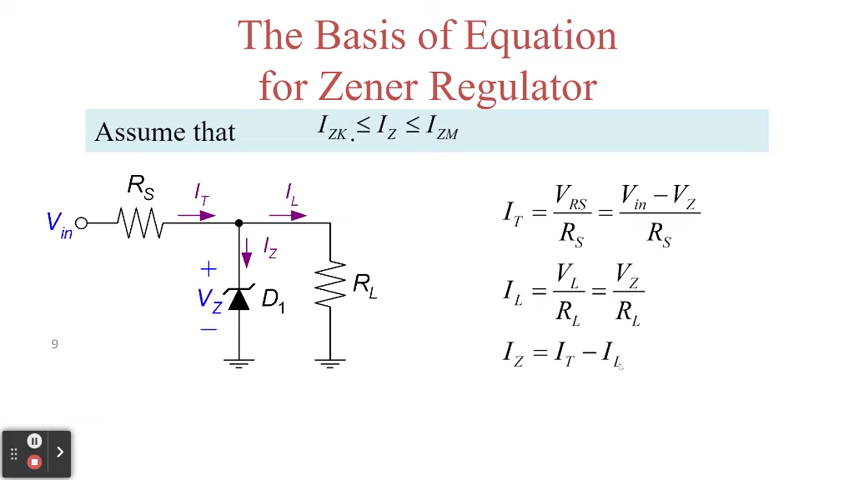 The Basis of Equation
for Zener Regulator
Assume that I_ZK. ≤ I_Z ≤ I_ZM
R_S
I_T
I_L
V_in
I_Z
+
V_Z
D_1
R_L
−
I_T = V_RS / R_S = (V_in − V_Z) / R_S
I_L = V_L / R_L = V_Z / R_L
I_Z = I_T − I_L
9